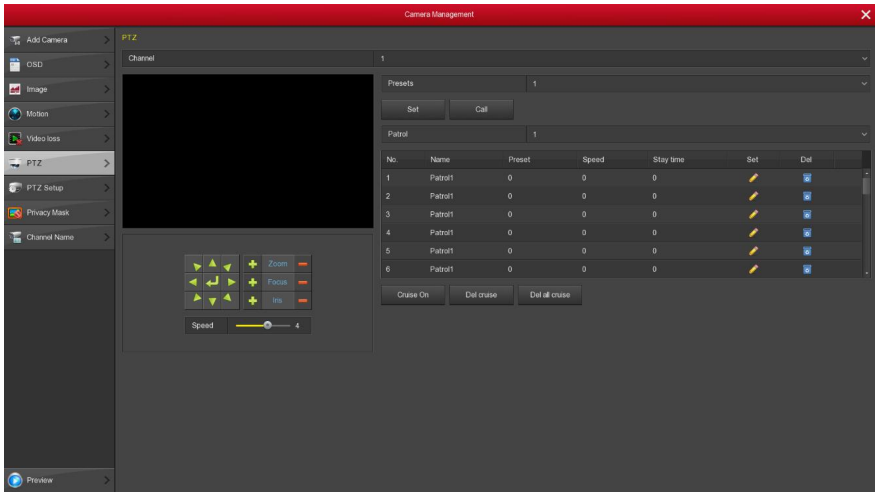 Camera Management
Add Camera
OSD
Image
Motion
Video loss
PTZ
PTZ Setup
Privacy Mask
Channel Name
Preview
PTZ
Channel 1
Zoom
Focus
Iris
Speed 4
Presets 1
Set Call
Patrol 1
No. Name Preset Speed Stay time Set Del
1 Patrol1 0 0 0
2 Patrol1 0 0 0
3 Patrol1 0 0 0
4 Patrol1 0 0 0
5 Patrol1 0 0 0
6 Patrol1 0 0 0
Cruise On Del cruise Del all cruise